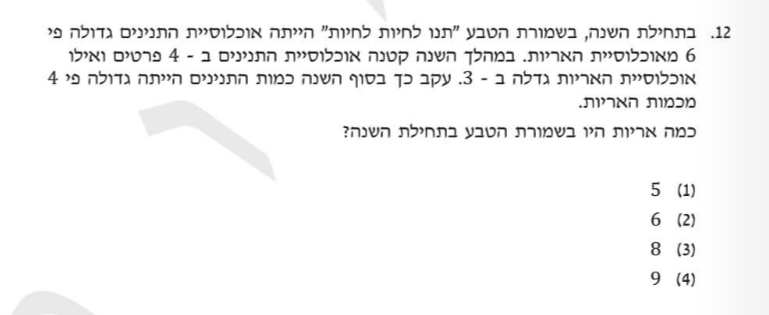 12. בתחילת השנה, בשמורת הטבע "תנו לחיות לחיות" הייתה אוכלוסיית התנינים גדולה פי
6 מאוכלוסיית האריות. במהלך השנה קטנה אוכלוסיית התנינים ב - 4 פרטים ואילו
אוכלוסיית האריות גדלה ב - 3. עקב כך בסוף השנה כמות התנינים הייתה גדולה פי 4
מכמות האריות.
כמה אריות היו בשמורת הטבע בתחילת השנה?
(1) 5
(2) 6
(3) 8
(4) 9